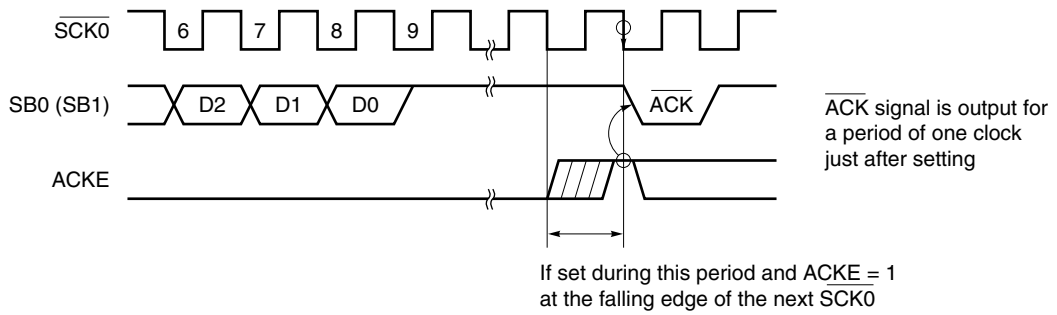 SCK0
6 7 8 9
SB0 (SB1)
D2 D1 D0
ACK
ACK signal is output for
a period of one clock
just after setting
ACKE
If set during this period and ACKE = 1
at the falling edge of the next SCK0